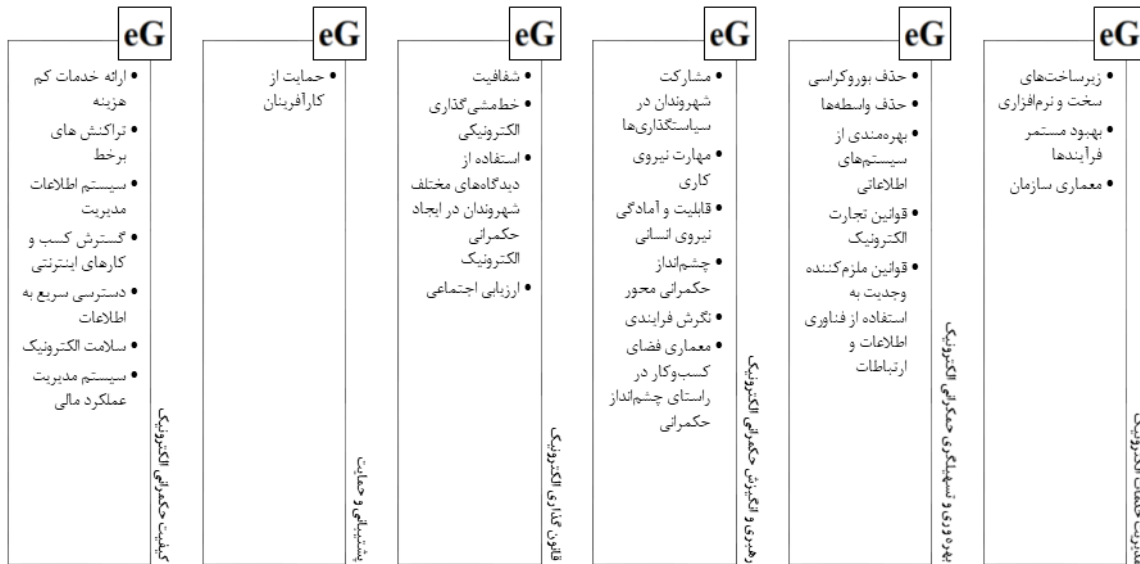 eG
• زیرساخت‌های
سخت و نرم‌افزاری
• بهبود مستمر
فرآیندها
• معماری سازمان
مدیریت خدمات الکترونیک
eG
• حذف بوروکراسی
• حذف واسطه‌ها
• بهره‌مندی از
سیستم‌های
اطلاعاتی
• قوانین تجارت
الکترونیک
• قوانین ملزم‌کننده
وجدیت به
استفاده از فناوری
اطلاعات و
ارتباطات
بهره وری و تسهیلگری حمکرانی الکترونیک
eG
• مشارکت
شهروندان در
سیاستگذاری‌ها
• مهارت نیروی
کاری
• قابلیت و آمادگی
نیروی انسانی
• چشم‌انداز
حکمرانی محور
• نگرش فرایندی
• معماری فضای
کسب‌وکار در
راستای چشم‌انداز
حکمرانی
رهبری و انگیزش حکمرانی الکترونیک
eG
• شفافیت
• خط‌مشی‌گذاری
الکترونیکی
• استفاده از
دیدگاه‌های مختلف
شهروندان در ایجاد
حکمرانی
الکترونیک
• ارزیابی اجتماعی
قانون گذاری الکترونیک
eG
• حمایت از
کارآفرینان
پشتیبانی و حمایت
eG
• ارائه خدمات کم
هزینه
• تراکنش های
برخط
• سیستم اطلاعات
مدیریت
• گسترش کسب و
کارهای اینترنتی
• دسترسی سریع به
اطلاعات
• سلامت الکترونیک
• سیستم مدیریت
عملکرد مالی
کیفیت حکمرانی الکترونیک